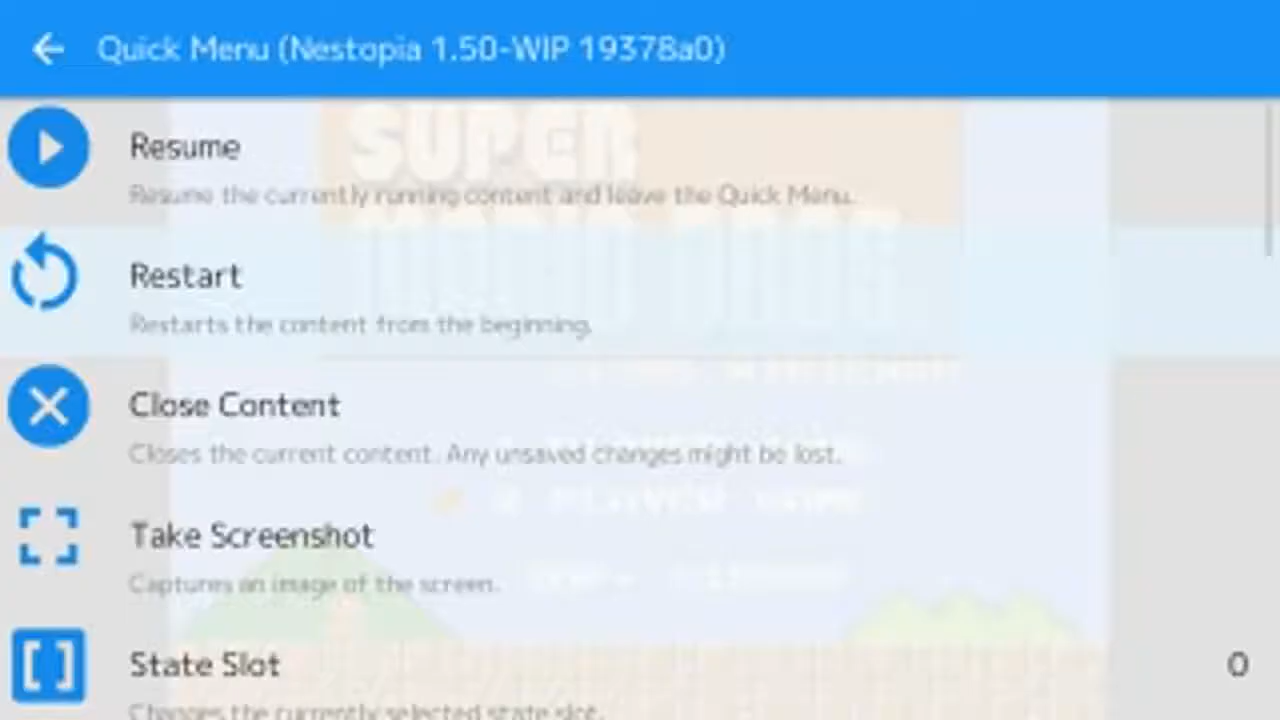 Quick Menu (Nestopia 1.50-WIP 19378a0)
Resume
Resume the currently running content and leave the Quick Menu.
SUPER
Restart
Restarts the content from the beginning.
Close Content
Closes the current content. Any unsaved changes might be lost.
Take Screenshot
Captures an image of the screen.
State Slot
0
Changes the currently selected state slot.